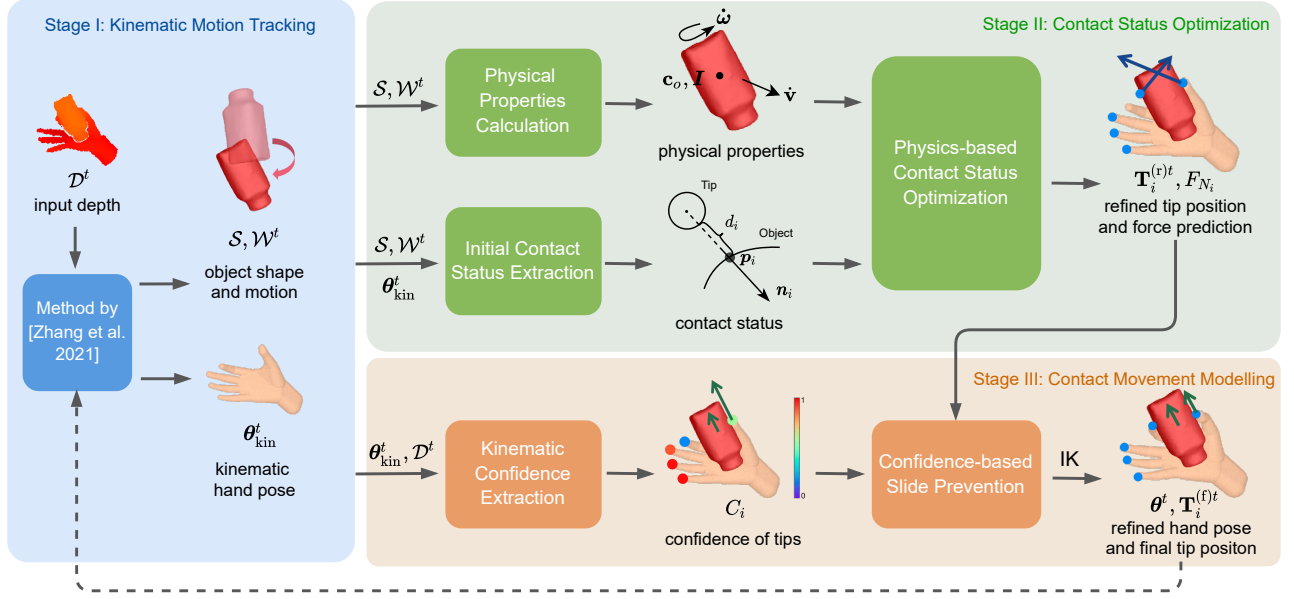 Stage I: Kinematic Motion Tracking
𝒟ᵗ
input depth
Method by
[Zhang et al.
2021]
𝒮, 𝒲ᵗ
object shape
and motion
θᵗ_kin
kinematic
hand pose
Stage II: Contact Status Optimization
𝒮, 𝒲ᵗ
Physical
Properties
Calculation
ω̇
c_o, I
v̇
physical properties
𝒮, 𝒲ᵗ
θᵗ_kin
Initial Contact
Status Extraction
Tip
d_i
Object
p_i
n_i
contact status
Physics-based
Contact Status
Optimization
T_i^(r)t, F_{N_i}
refined tip position
and force prediction
Stage III: Contact Movement Modelling
θᵗ_kin, 𝒟ᵗ
Kinematic
Confidence
Extraction
1
0
C_i
confidence of tips
Confidence-based
Slide Prevention
IK
θᵗ, T_i^(f)t
refined hand pose
and final tip positon